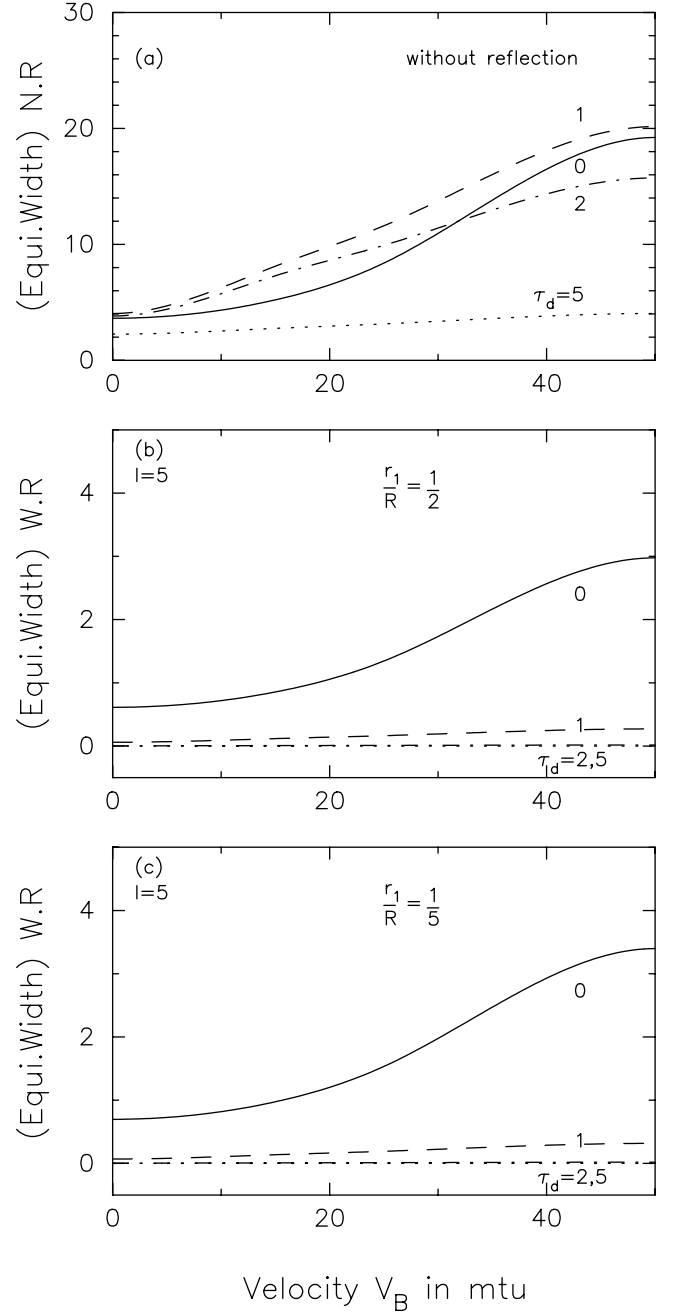 30
(a) without reflection
1
20
0
2
10
τd=5
0
0 20 40
(Equi.Width) N.R
(b)
I=5
r1/R = 1/2
4
0
2
1
0
τd=2,5
0 20 40
(Equi.Width) W.R
(c)
I=5
r1/R = 1/5
4
0
2
1
0
τd=2,5
0 20 40
(Equi.Width) W.R
Velocity VB in mtu